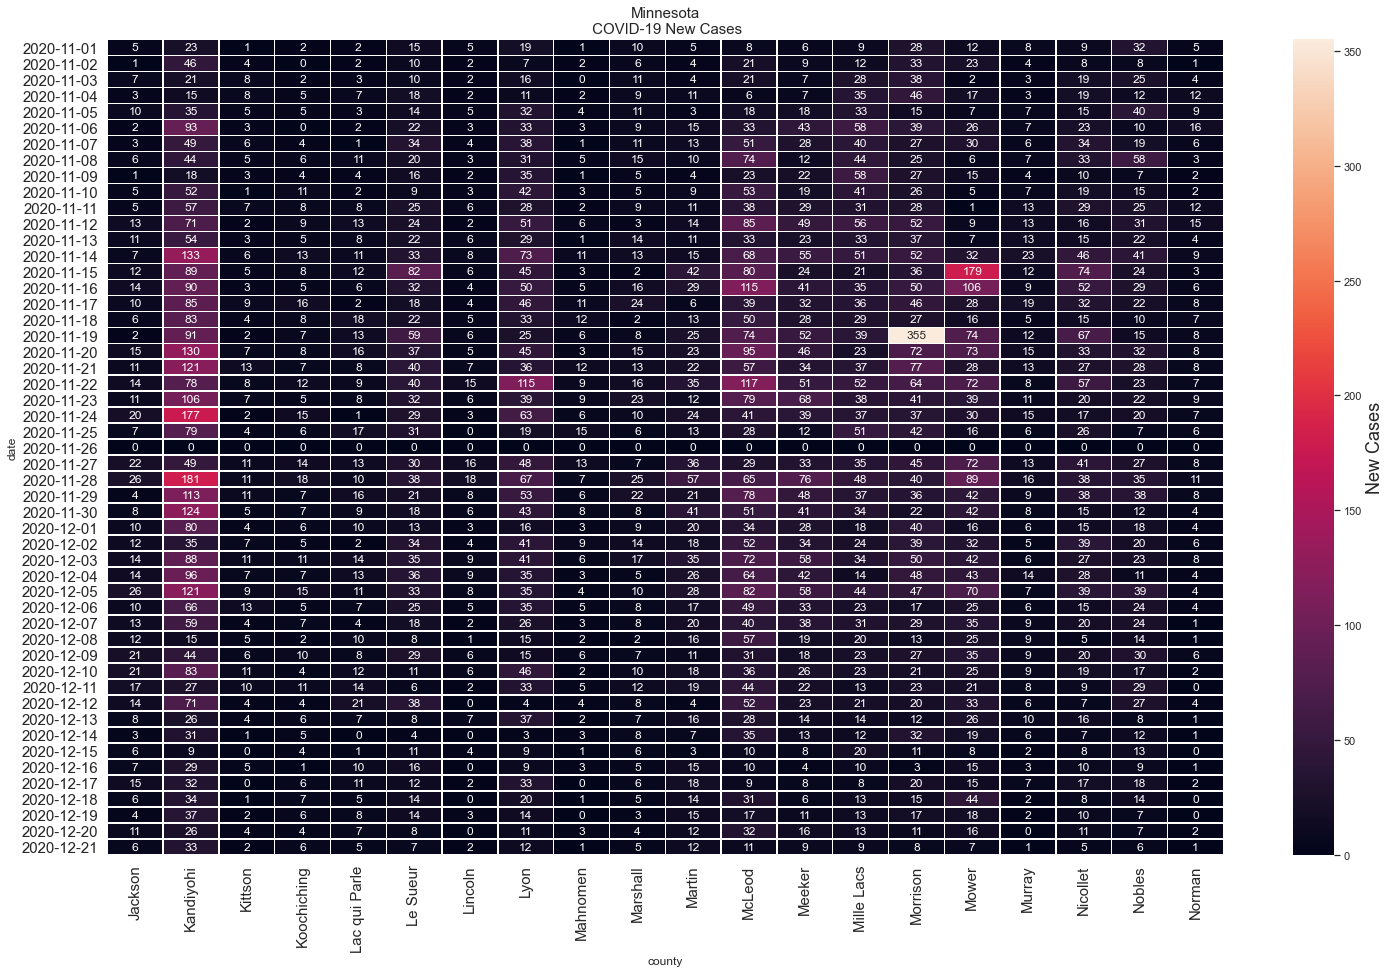 Minnesota
COVID-19 New Cases
2020-11-01 5 23 1 2 2 15 5 19 1 10 5 8 6 9 28 12 8 9 32 5
2020-11-02 1 46 4 0 2 10 2 7 2 6 4 21 9 12 33 23 4 8 8 1
2020-11-03 7 21 8 2 3 10 2 16 0 11 4 21 7 28 38 2 3 19 25 4
2020-11-04 3 15 8 5 7 18 2 11 2 9 11 6 7 35 46 17 3 19 12 12
2020-11-05 10 35 5 5 3 14 5 32 4 11 3 18 18 33 15 7 7 15 40 9
2020-11-06 2 93 3 0 2 22 3 33 3 9 15 33 43 58 39 26 7 23 10 16
2020-11-07 3 49 6 4 1 34 4 38 1 11 13 51 28 40 27 30 6 34 19 6
2020-11-08 6 44 5 6 11 20 3 31 5 15 10 74 12 44 25 6 7 33 58 3
2020-11-09 1 18 3 4 4 16 2 35 1 5 4 23 22 58 27 15 4 10 7 2
2020-11-10 5 52 1 11 2 9 3 42 3 5 9 53 19 41 26 5 7 19 15 2
2020-11-11 5 57 7 8 8 25 6 28 2 9 11 38 29 31 28 1 13 29 25 12
2020-11-12 13 71 2 9 13 24 2 51 6 3 14 85 49 56 52 9 13 16 31 15
2020-11-13 11 54 3 5 8 22 6 29 1 14 11 33 23 33 37 7 13 15 22 4
2020-11-14 7 133 6 13 11 33 8 73 11 13 15 68 55 51 52 32 23 46 41 9
2020-11-15 12 89 5 8 12 82 6 45 3 2 42 80 24 21 36 179 12 74 24 3
2020-11-16 14 90 3 5 6 32 4 50 5 16 29 115 41 35 50 106 9 52 29 6
2020-11-17 10 85 9 16 2 18 4 46 11 24 6 39 32 36 46 28 19 32 22 8
2020-11-18 6 83 4 8 18 22 5 33 12 2 13 50 28 29 27 16 5 15 10 7
2020-11-19 2 91 2 7 13 59 6 25 6 8 25 74 52 23 355 74 12 67 15 8
2020-11-20 15 130 7 8 16 37 5 45 3 15 23 95 46 23 72 73 15 33 32 8
2020-11-21 11 121 13 7 8 40 7 36 12 13 22 57 34 37 77 28 13 27 28 8
2020-11-22 14 78 8 12 9 40 15 115 9 16 35 117 51 52 64 72 8 57 23 7
2020-11-23 11 106 7 5 8 32 6 39 9 23 12 79 68 38 41 39 11 20 22 9
2020-11-24 20 177 2 15 1 29 3 63 6 10 24 41 39 37 37 30 15 17 20 7
2020-11-25 7 79 4 6 17 31 0 19 15 6 13 28 12 51 42 16 6 26 7 6
2020-11-26 0 0 0 0 0 0 0 0 0 0 0 0 0 0 0 0 0 0 0 0
2020-11-27 22 49 11 14 13 30 16 48 13 7 36 29 33 35 45 72 13 41 27 8
2020-11-28 26 181 11 18 10 38 18 67 7 25 57 65 76 48 40 89 16 38 35 11
2020-11-29 4 113 11 7 16 21 8 53 6 22 21 78 48 37 36 42 9 38 38 8
2020-11-30 8 124 5 7 9 18 6 43 8 8 41 51 41 34 22 42 8 15 12 4
2020-12-01 10 80 4 6 10 13 3 16 3 9 20 34 28 18 40 16 6 15 18 4
2020-12-02 12 35 7 5 2 34 4 41 9 14 18 52 34 24 39 32 5 39 20 6
2020-12-03 14 88 11 11 14 35 9 41 6 17 35 72 58 34 50 42 6 27 23 8
2020-12-04 14 96 7 7 13 36 9 35 3 5 26 64 42 14 48 43 14 28 11 4
2020-12-05 26 121 9 15 11 33 8 35 4 10 28 82 58 44 47 70 7 39 39 4
2020-12-06 10 66 13 5 7 25 5 35 5 8 17 49 33 23 17 25 6 15 24 4
2020-12-07 13 59 4 7 4 18 2 26 3 8 20 40 38 31 29 35 9 20 24 1
2020-12-08 12 15 5 2 10 8 1 15 2 2 16 57 19 20 13 25 9 5 14 1
2020-12-09 21 44 6 10 8 29 6 15 6 7 11 31 18 23 27 35 9 20 30 6
2020-12-10 21 83 11 4 12 11 6 46 2 10 18 36 26 23 21 25 9 19 17 2
2020-12-11 17 27 10 11 14 6 2 33 5 12 19 44 22 13 23 21 8 9 29 0
2020-12-12 14 71 4 4 21 38 0 4 4 8 4 52 23 21 20 33 6 7 27 4
2020-12-13 8 26 4 6 7 8 7 37 2 7 16 28 14 14 12 26 10 16 8 1
2020-12-14 3 31 1 5 0 4 0 3 3 8 7 35 13 12 32 19 6 7 12 1
2020-12-15 6 9 0 4 1 11 4 9 1 6 3 10 8 20 11 8 2 8 13 0
2020-12-16 7 29 5 1 10 16 0 9 3 5 15 10 4 10 3 15 3 10 9 1
2020-12-17 15 32 0 6 11 12 2 33 0 2 18 9 8 8 20 15 7 17 18 2
2020-12-18 6 34 1 7 5 14 0 20 1 5 14 31 6 13 15 44 2 8 14 0
2020-12-19 4 37 2 6 8 14 3 14 0 3 15 17 11 13 17 18 2 10 7 0
2020-12-20 11 26 4 4 7 8 0 11 3 4 12 32 16 13 11 16 0 11 7 2
2020-12-21 6 33 2 6 5 7 2 12 1 5 12 11 9 9 8 7 1 5 6 1
date
Jackson Kandiyohi Kittson Koochiching Lac qui Parle Le Sueur Lincoln Lyon Mahnomen Marshall Martin McLeod Meeker Mille Lacs Morrison Mower Murray Nicollet Nobles Norman
county
350
300
250
200
150
100
50
0
New Cases